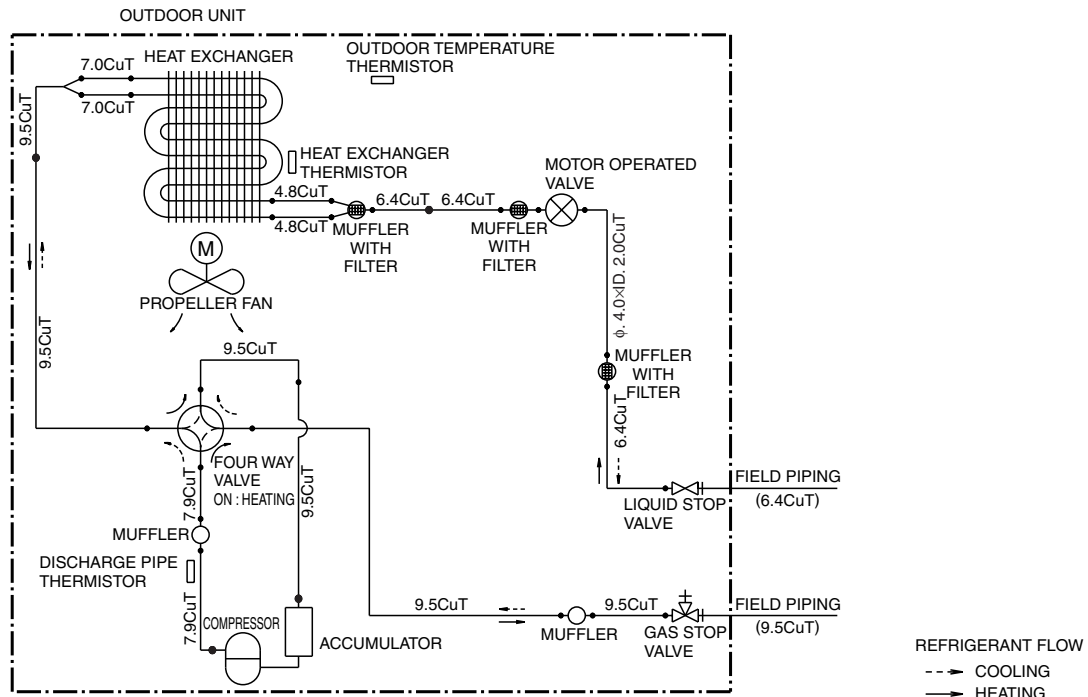 OUTDOOR UNIT
HEAT EXCHANGER
OUTDOOR TEMPERATURE
THERMISTOR
7.0CuT
7.0CuT
9.5CuT
HEAT EXCHANGER
THERMISTOR
4.8CuT
4.8CuT
6.4CuT
6.4CuT
MUFFLER
WITH
FILTER
MUFFLER
WITH
FILTER
MOTOR OPERATED
VALVE
M
PROPELLER FAN
ϕ. 4.0×ID. 2.0CuT
9.5CuT
9.5CuT
MUFFLER
WITH
FILTER
6.4CuT
FOUR WAY
VALVE
ON : HEATING
7.9CuT
9.5CuT
LIQUID STOP
VALVE
FIELD PIPING
(6.4CuT)
MUFFLER
DISCHARGE PIPE
THERMISTOR
7.9CuT
COMPRESSOR
ACCUMULATOR
9.5CuT
MUFFLER
9.5CuT
GAS STOP
VALVE
FIELD PIPING
(9.5CuT)
REFRIGERANT FLOW
COOLING
HEATING